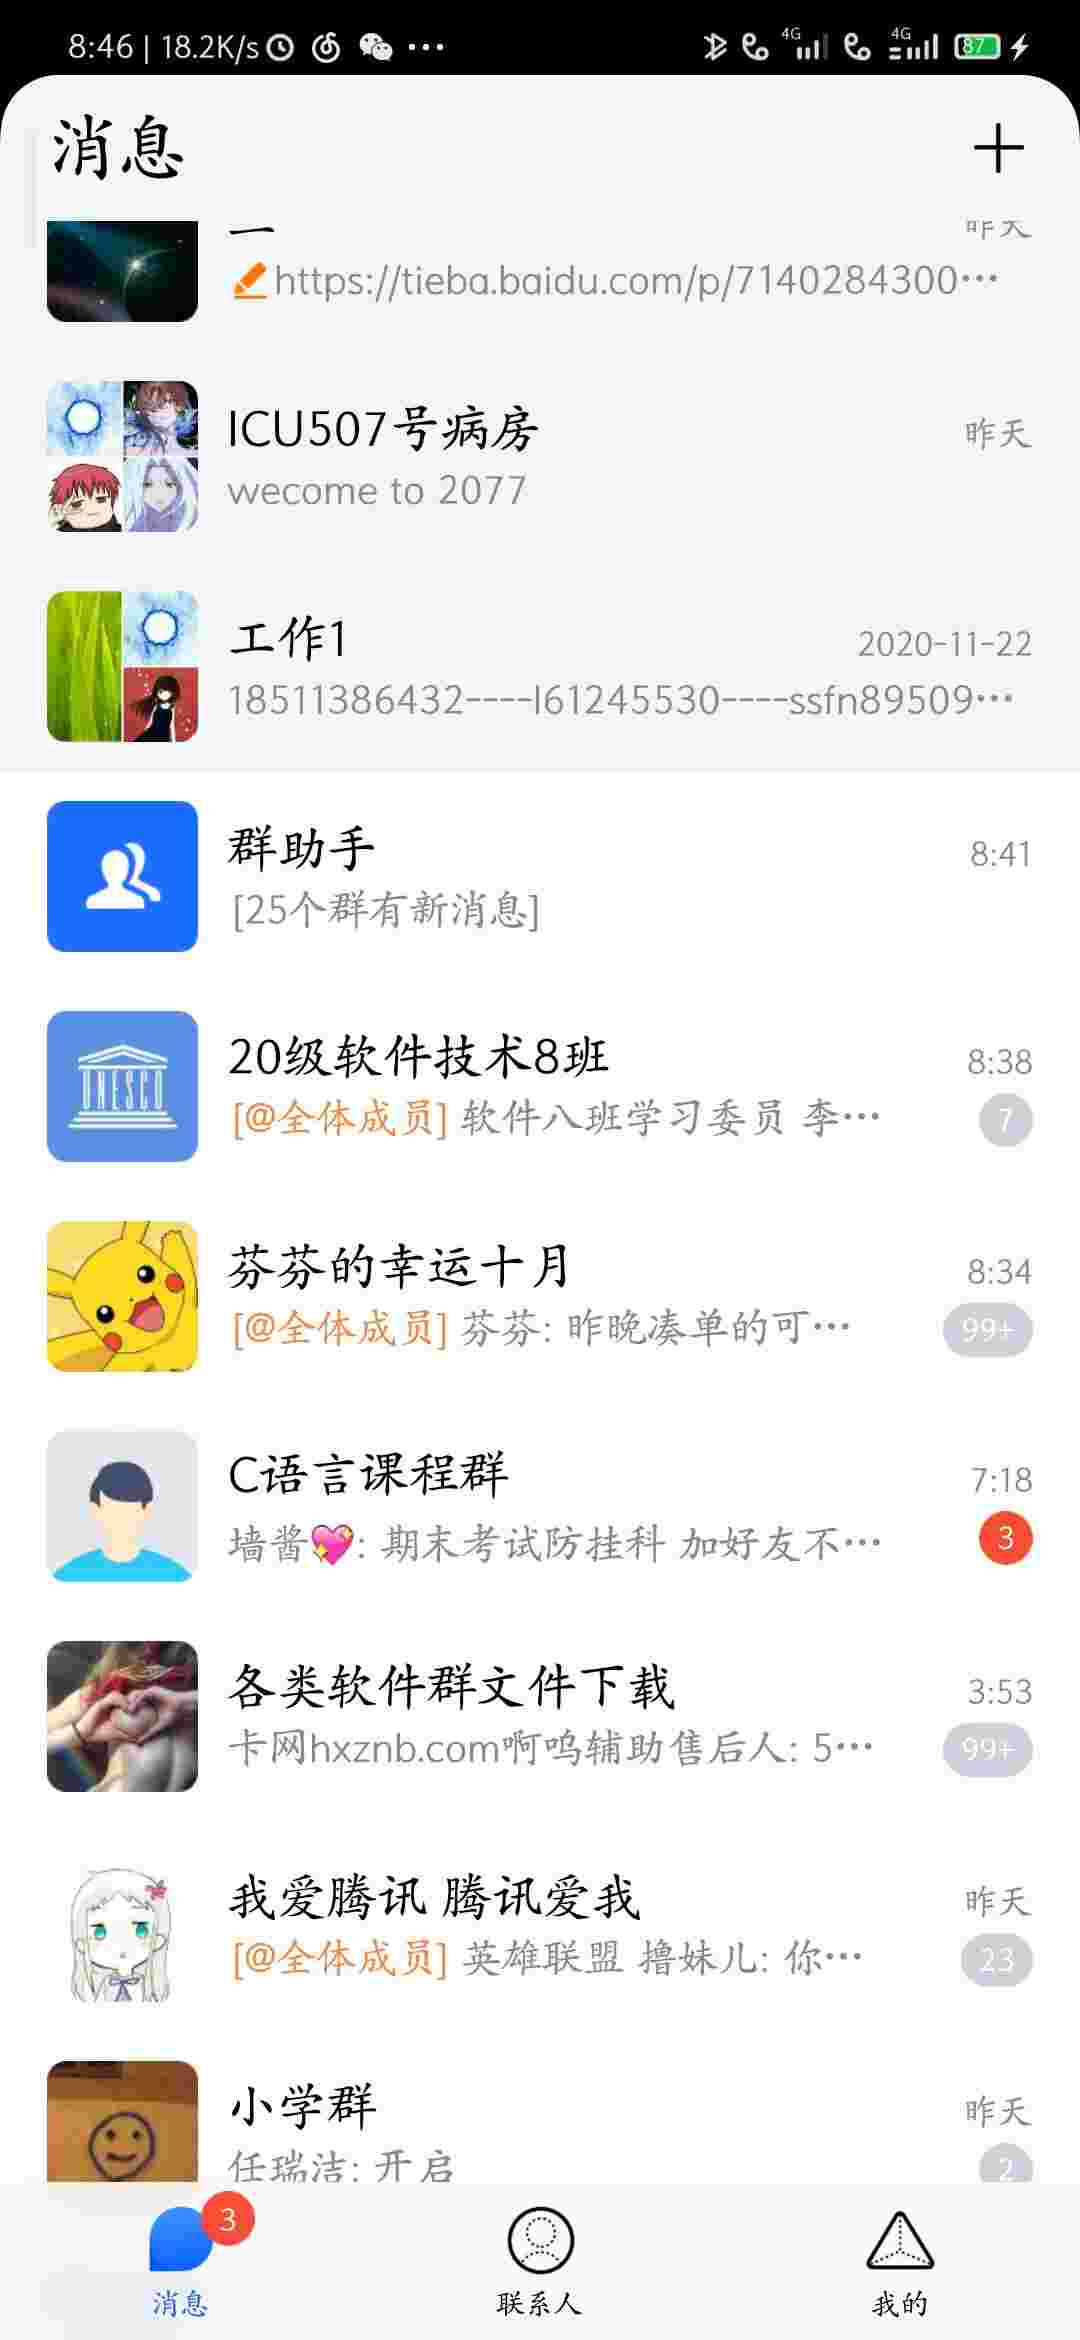 8:46 | 18.2K/s
4G
4G
87
消息
一
昨天
https://tieba.baidu.com/p/7140284300···
ICU507号病房
昨天
wecome to 2077
工作1
2020-11-22
18511386432----l61245530----ssfn89509···
群助手
8:41
[25个群有新消息]
UNESCO
20级软件技术8班
8:38
[@全体成员] 软件八班学习委员 李···
7
芬芬的幸运十月
8:34
[@全体成员] 芬芬: 昨晚凑单的可···
99+
C语言课程群
7:18
墙酱💖: 期末考试防挂科 加好友不···
3
各类软件群文件下载
3:53
卡网hxznb.com啊呜辅助售后人: 5···
99+
我爱腾讯 腾讯爱我
昨天
[@全体成员] 英雄联盟 撸妹儿: 你···
23
小学群
昨天
任瑞洁: 开启
2
3
消息
联系人
我的